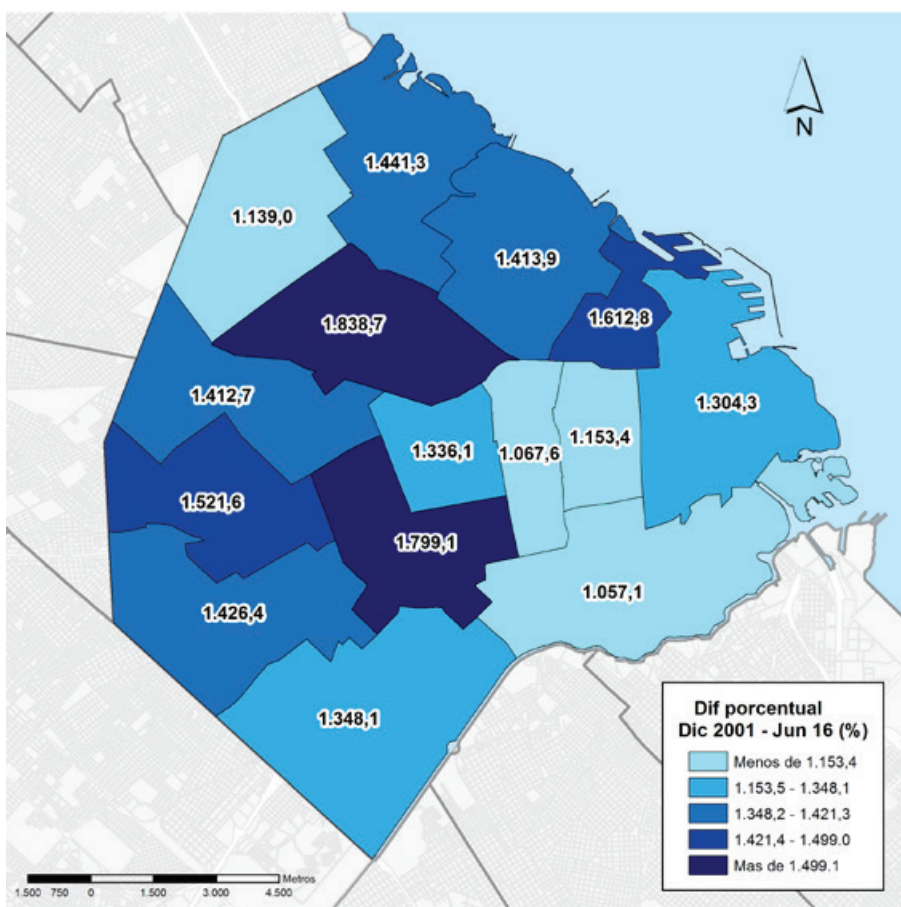 N
1.441,3
1.139,0
1.413,9
1.612,8
1.838,7
1.412,7
1.304,3
1.336,1
1.067,6
1.153,4
1.521,6
1.799,1
1.057,1
1.426,4
1.348,1
Dif porcentual
Dic 2001 - Jun 16 (%)
Menos de 1.153,4
1.153,5 - 1.348,1
1.348,2 - 1.421,3
1.421,4 - 1.499.0
Mas de 1.499.1
Metros
1.500 750 0 1.500 3.000 4.500